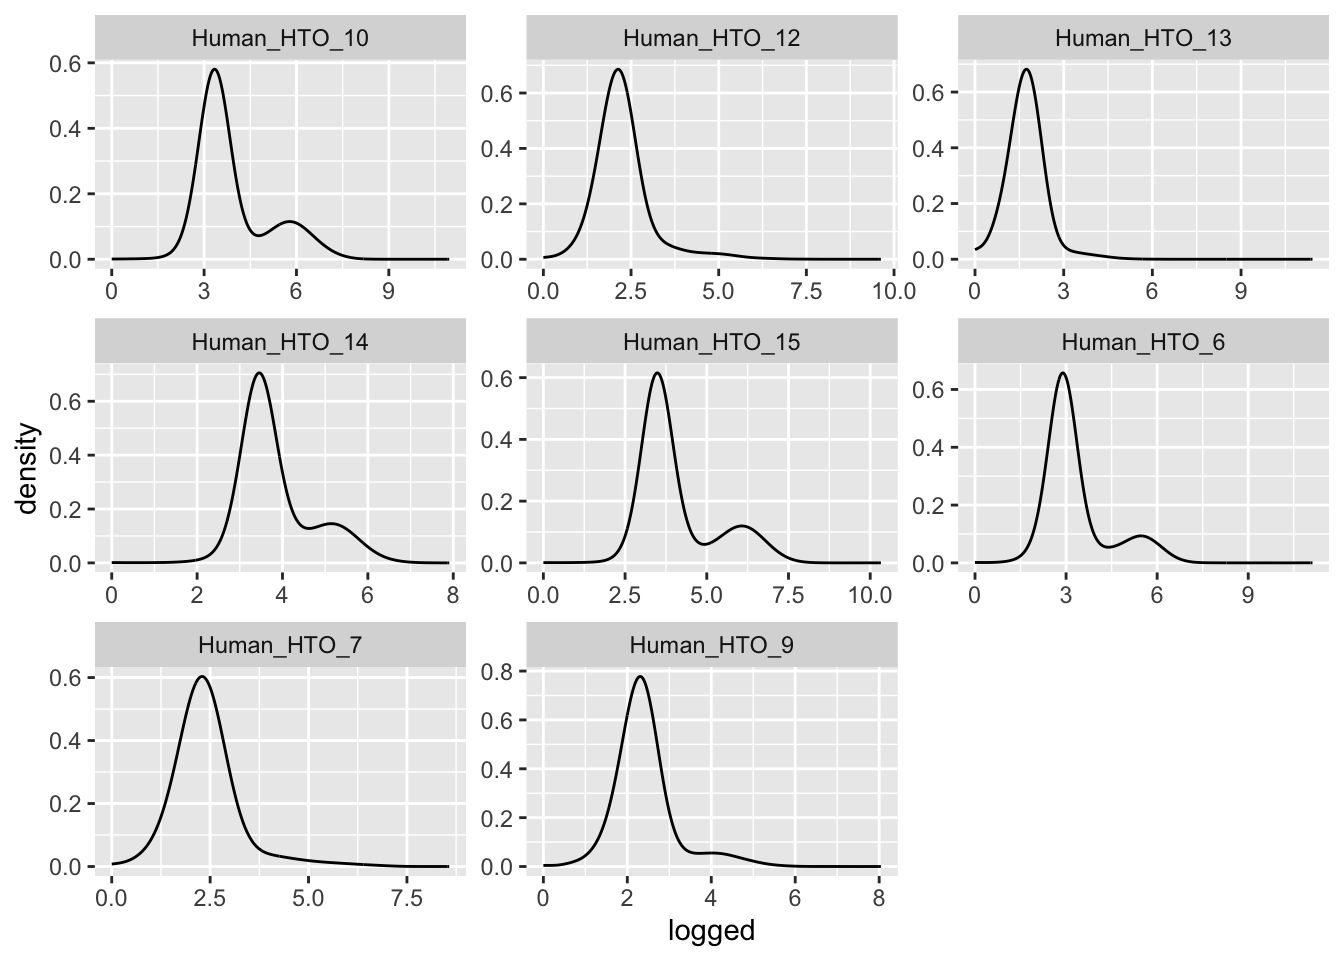 Human_HTO_10 Human_HTO_12 Human_HTO_13
0.6
0.4
0.2
0.0
0 3 6 9
0.6
0.4
0.2
0.0
0.0 2.5 5.0 7.5 10.0
0.6
0.4
0.2
0.0
0 3 6 9
Human_HTO_14 Human_HTO_15 Human_HTO_6
0.6
0.4
0.2
0.0
0 2 4 6 8
0.6
0.4
0.2
0.0
0.0 2.5 5.0 7.5 10.0
0.6
0.4
0.2
0.0
0 3 6 9
Human_HTO_7 Human_HTO_9
0.6
0.4
0.2
0.0
0.0 2.5 5.0 7.5
0.8
0.6
0.4
0.2
0.0
0 2 4 6 8
density
logged